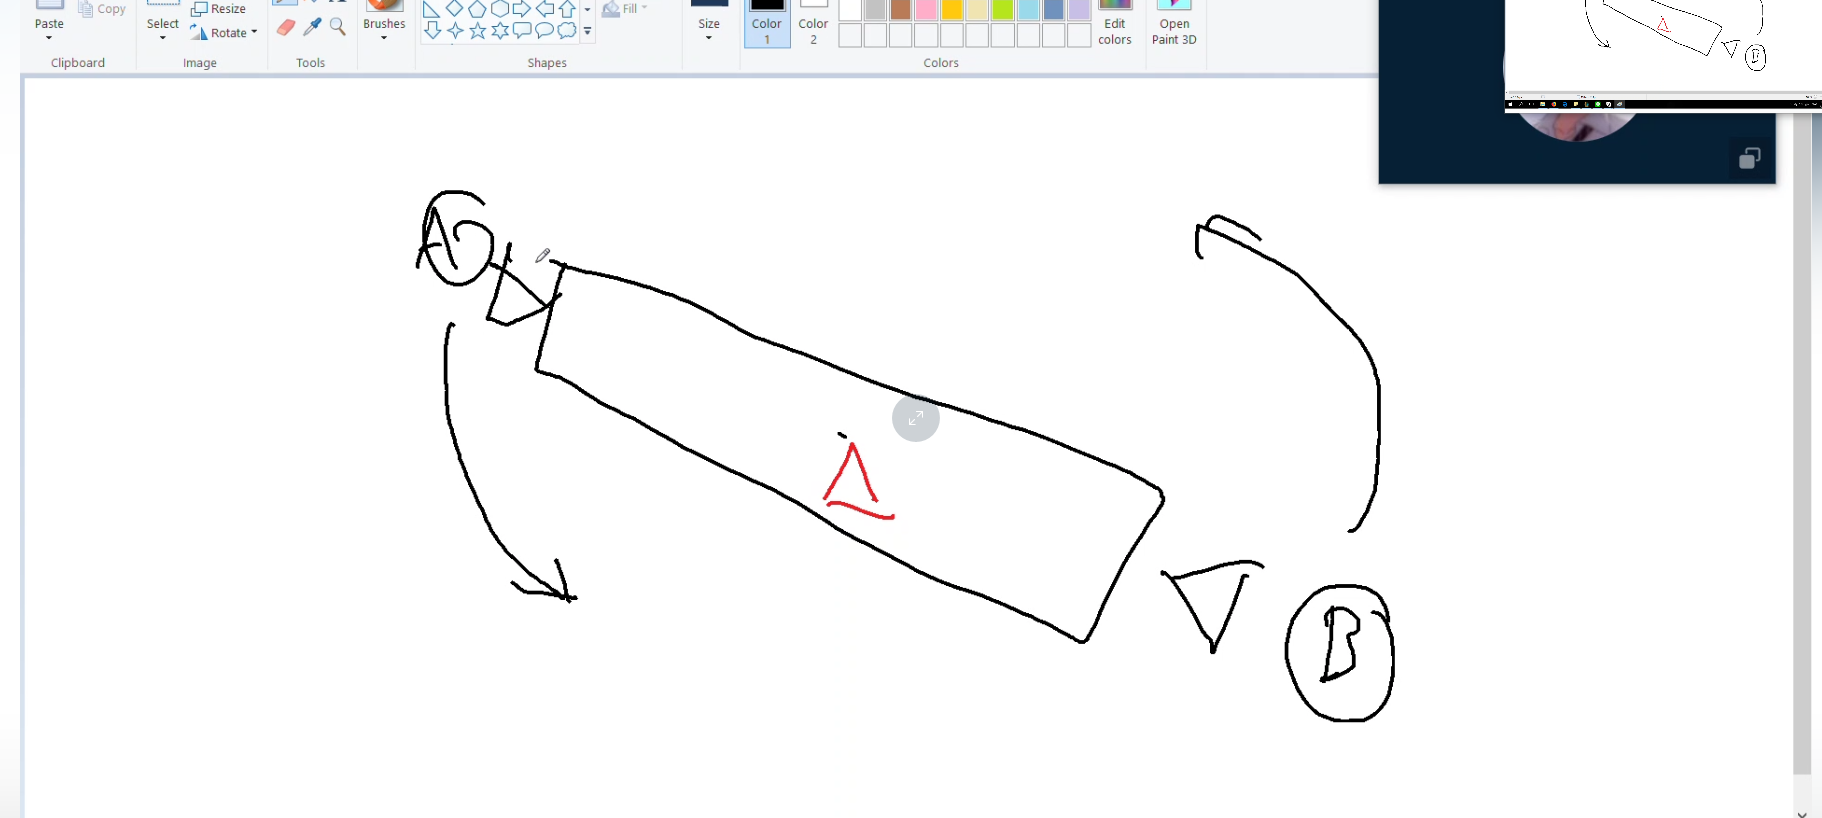 Resize
Copy
Rotate
Paste
Select
Brushes
Fill
Size
Color
1
Color
2
Edit
colors
Open
Paint 3D
Clipboard
Image
Tools
Shapes
Colors
A
B